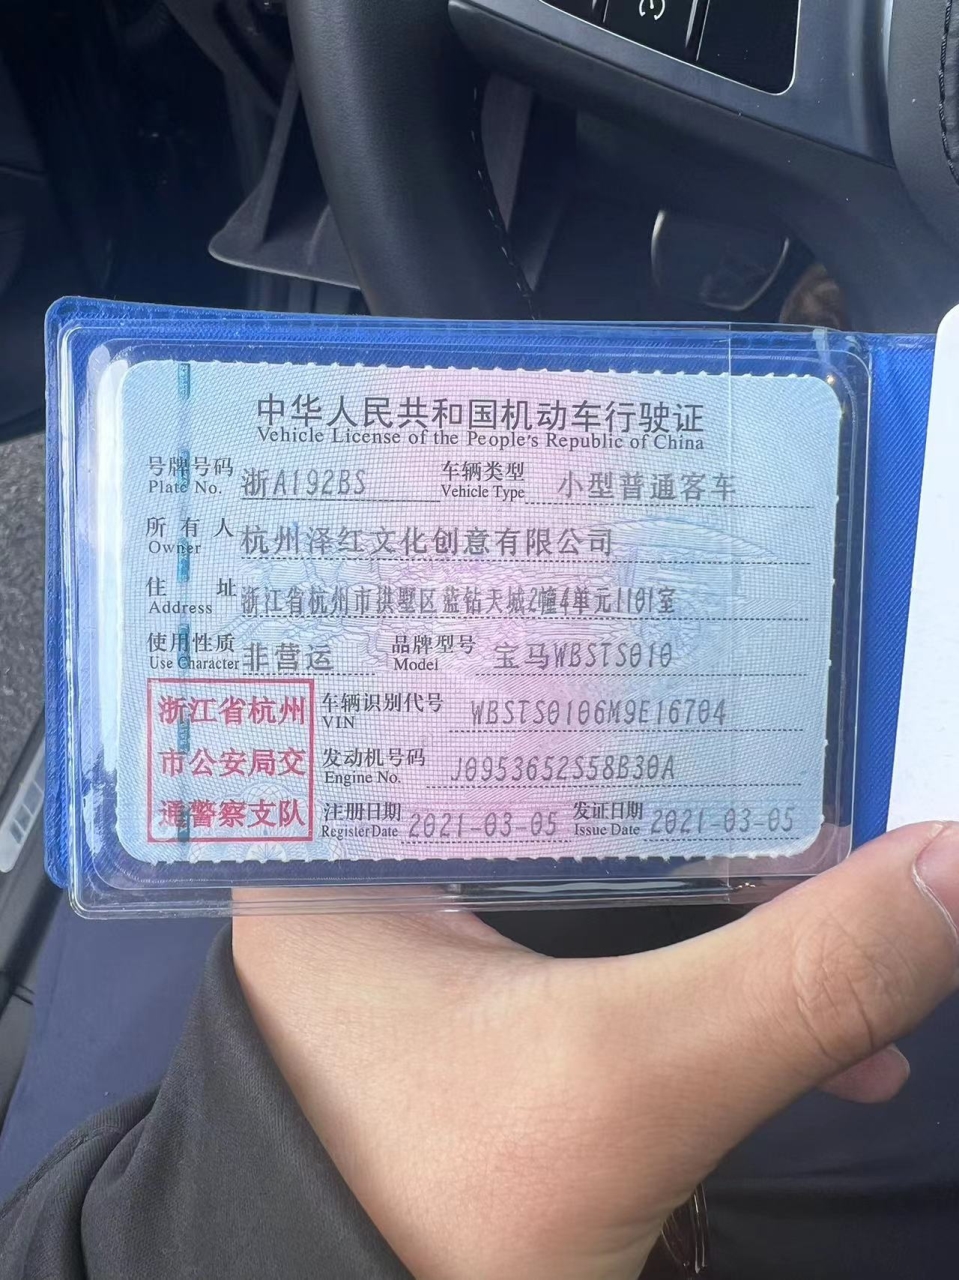 中华人民共和国机动车行驶证
Vehicle License of the People's Republic of China
号牌号码 浙A192BS 车辆类型 小型普通客车
Plate No. Vehicle Type
所有人 杭州泽红文化创意有限公司
Owner
住址 浙江省杭州市拱墅区蓝钻天城2幢4单元1101室
Address
使用性质 非营运 品牌型号 宝马WBSTS010
Use Character Model
浙江省杭州
市公安局交
通警察支队
车辆识别代号 WBSTS0106M9E16704
VIN
发动机号码 J0953652S58B30A
Engine No.
注册日期 2021-03-05 发证日期 2021-03-05
Register Date Issue Date